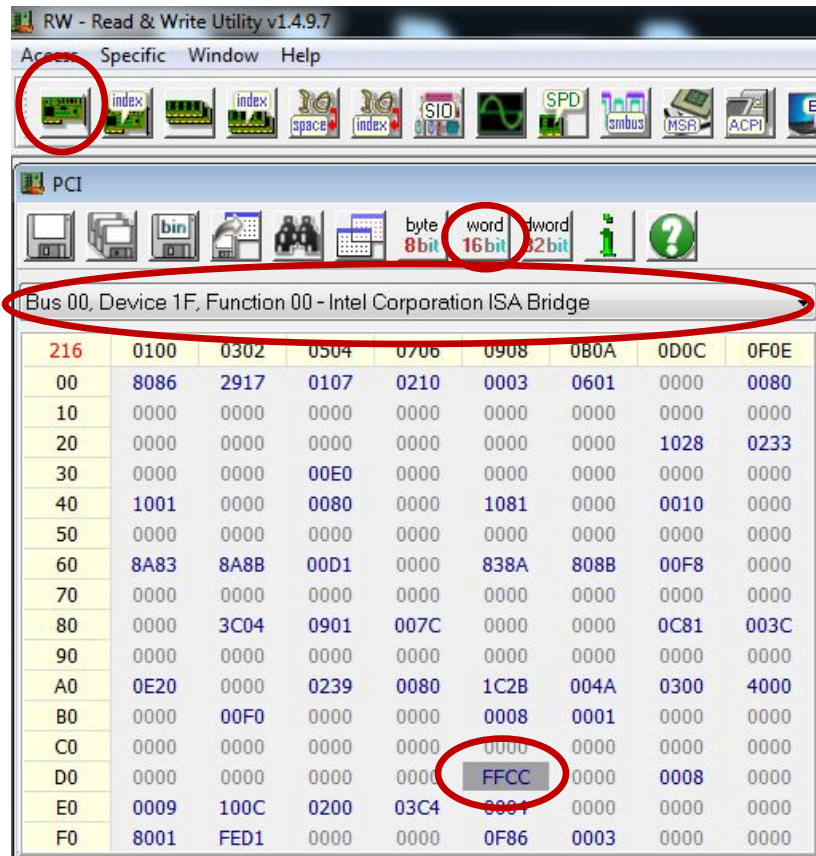 RW - Read & Write Utility v1.4.9.7
Access Specific Window Help
index index space index SIO SPD smbus MSR ACPI E
PCI
bin byte 8bit word 16bit dword 32bit
Bus 00, Device 1F, Function 00 - Intel Corporation ISA Bridge
216 0100 0302 0504 0706 0908 0B0A 0D0C 0F0E
00 8086 2917 0107 0210 0003 0601 0000 0080
10 0000 0000 0000 0000 0000 0000 0000 0000
20 0000 0000 0000 0000 0000 0000 1028 0233
30 0000 0000 00E0 0000 0000 0000 0000 0000
40 1001 0000 0080 0000 1081 0000 0010 0000
50 0000 0000 0000 0000 0000 0000 0000 0000
60 8A83 8A8B 00D1 0000 838A 808B 00F8 0000
70 0000 0000 0000 0000 0000 0000 0000 0000
80 0000 3C04 0901 007C 0000 0000 0C81 003C
90 0000 0000 0000 0000 0000 0000 0000 0000
A0 0E20 0000 0239 0080 1C2B 004A 0300 4000
B0 0000 00F0 0000 0000 0008 0001 0000 0000
C0 0000 0000 0000 0000 0000 0000 0000 0000
D0 0000 0000 0000 0000 FFCC 0000 0008 0000
E0 0009 100C 0200 03C4 0004 0000 0000 0000
F0 8001 FED1 0000 0000 0F86 0003 0000 0000